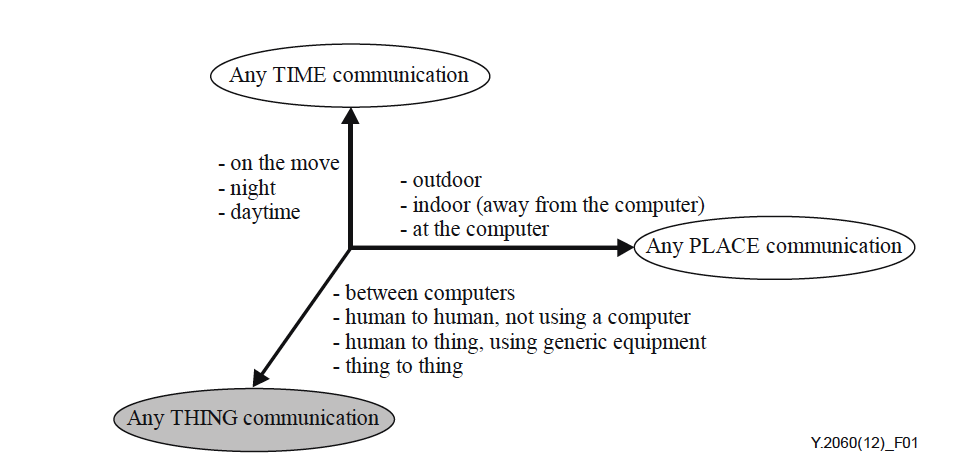 Any TIME communication
- on the move
- night
- daytime
- outdoor
- indoor (away from the computer)
- at the computer
Any PLACE communication
- between computers
- human to human, not using a computer
- human to thing, using generic equipment
- thing to thing
Any THING communication
Y.2060(12)_F01